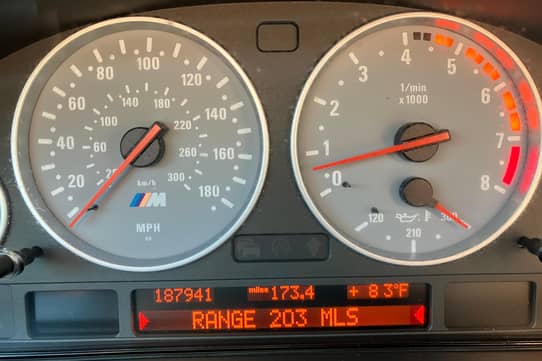 20 40 60 80 100 120 140 160 180
60 100 140 180 220 260 300
km/h
M
MPH
0 1 2 3 4 5 6 7 8
1/min
x1000
120 210 300
187941 miles 173.4 + 83°F
RANGE 203 MLS